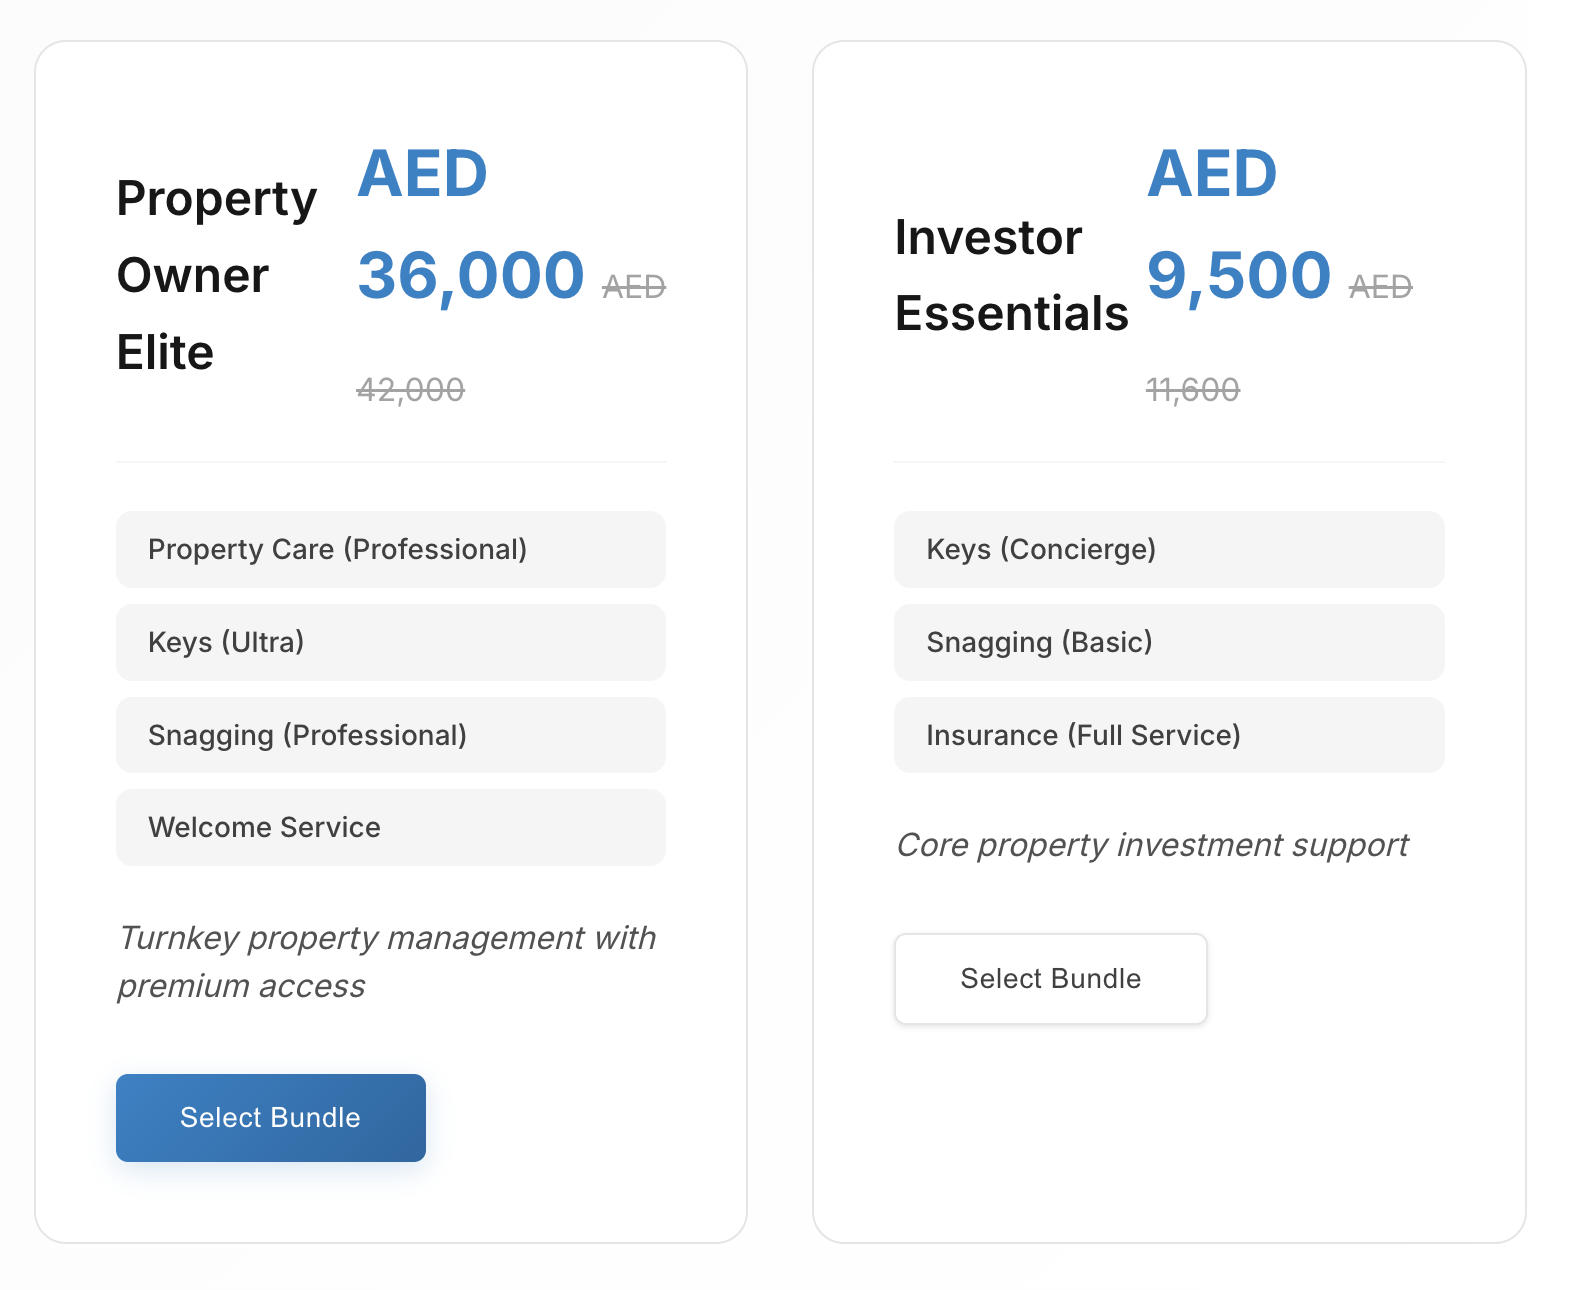 Property
Owner
Elite
AED
36,000 AED
42,000
Property Care (Professional)
Keys (Ultra)
Snagging (Professional)
Welcome Service
Turnkey property management with
premium access
Select Bundle
Investor
Essentials
AED
9,500 AED
11,600
Keys (Concierge)
Snagging (Basic)
Insurance (Full Service)
Core property investment support
Select Bundle